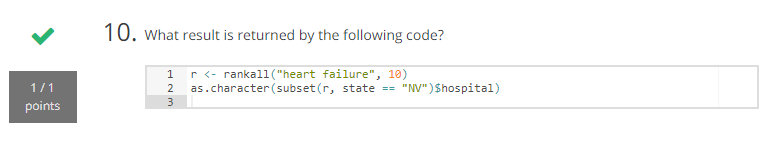 10. What result is returned by the following code?
1 / 1
points
1 r <- rankall("heart failure", 10)
2 as.character(subset(r, state == "NV")$hospital)
3